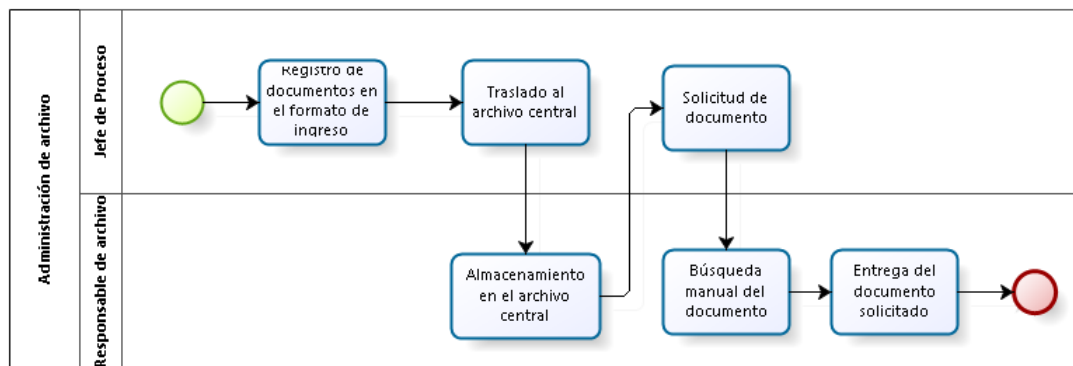 Administración de archivo
Jefe de Proceso
Registro de
documentos en
el formato de
ingreso
Traslado al
archivo central
Solicitud de
documento
Responsable de archivo
Almacenamiento
en el archivo
central
Búsqueda
manual del
documento
Entrega del
documento
solicitado